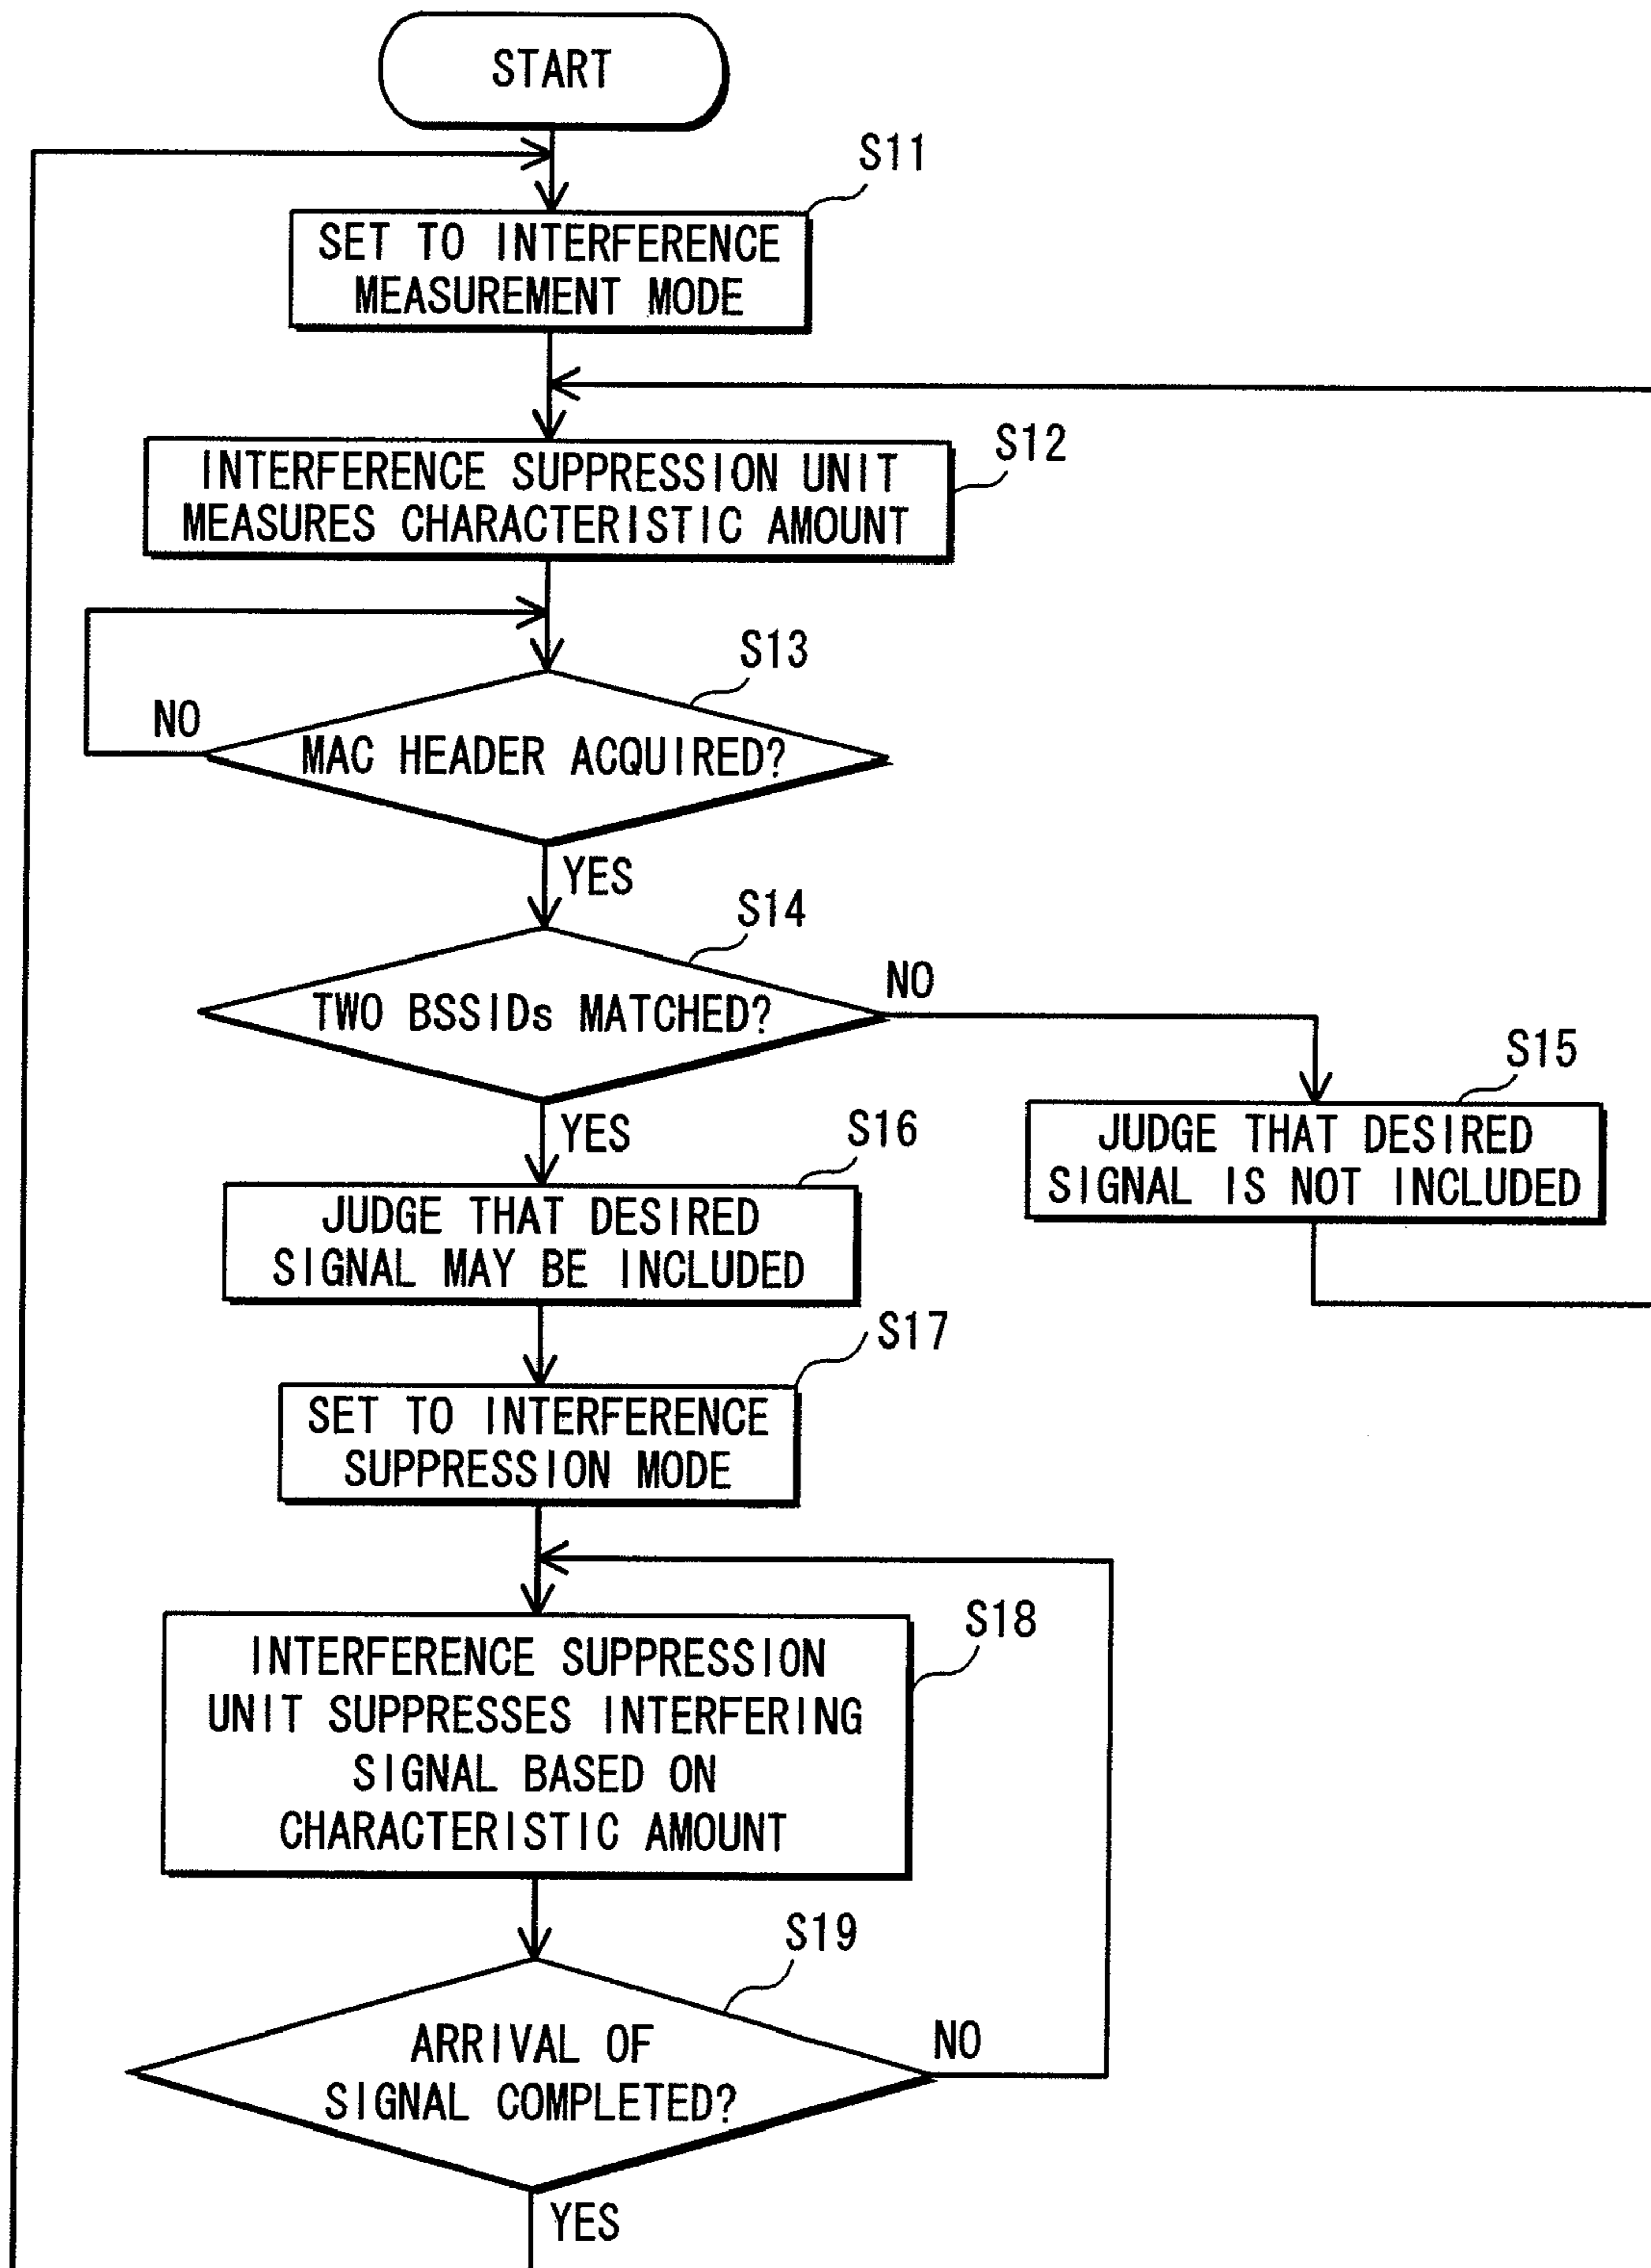 START
S11
SET TO INTERFERENCE
MEASUREMENT MODE
S12
INTERFERENCE SUPPRESSION UNIT
MEASURES CHARACTERISTIC AMOUNT
S13
NO
MAC HEADER ACQUIRED?
YES
S14
NO
TWO BSSIDs MATCHED?
S15
JUDGE THAT DESIRED
SIGNAL IS NOT INCLUDED
YES
S16
JUDGE THAT DESIRED
SIGNAL MAY BE INCLUDED
S17
SET TO INTERFERENCE
SUPPRESSION MODE
S18
INTERFERENCE SUPPRESSION
UNIT SUPPRESSES INTERFERING
SIGNAL BASED ON
CHARACTERISTIC AMOUNT
S19
NO
ARRIVAL OF
SIGNAL COMPLETED?
YES